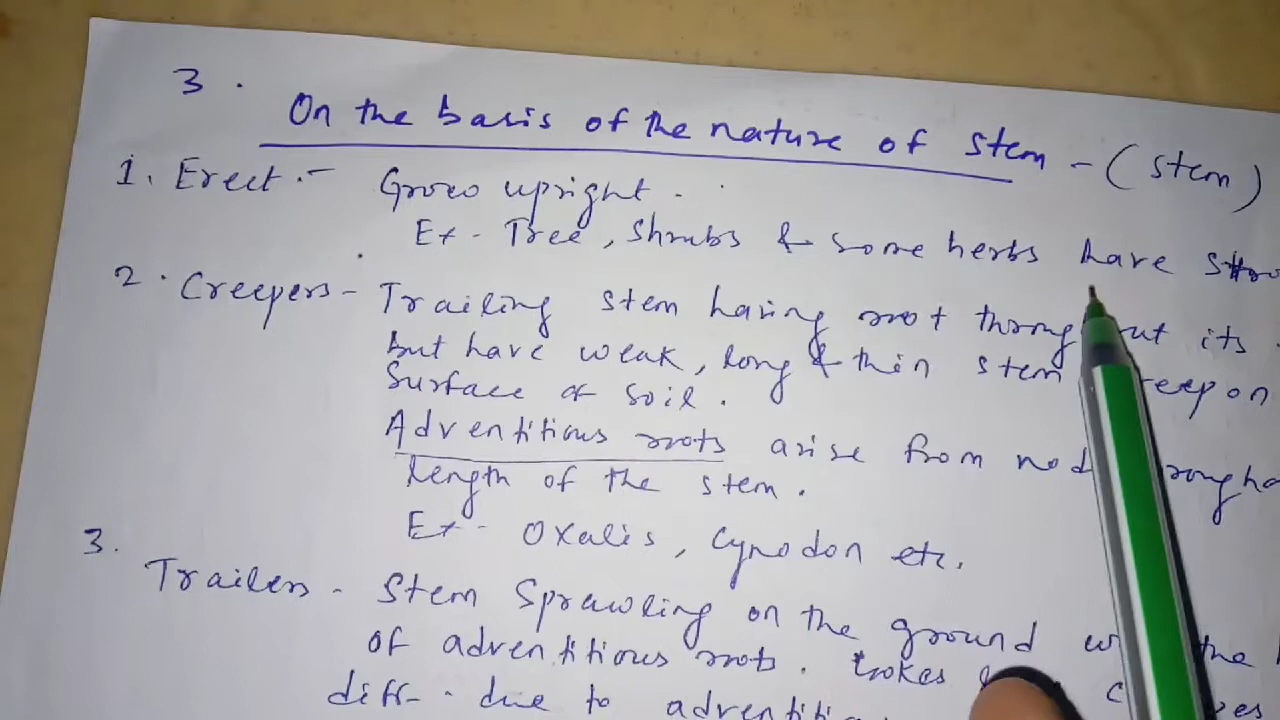 3.
On the basis of the nature of stem - (stem)
1. Erect :- Grow upright.
Ex - Tree, shrubs & some herbs have
2. Creepers - Trailing stem having root its
but have weak, long & thin stem on
Surface of soil.
Adventitious roots arise from
length of the stem.
Ex - Oxalis, Cynodon etc.
3.
Trailers - Stem Sprawling on the ground the
of adventitious roots.
diff. due to